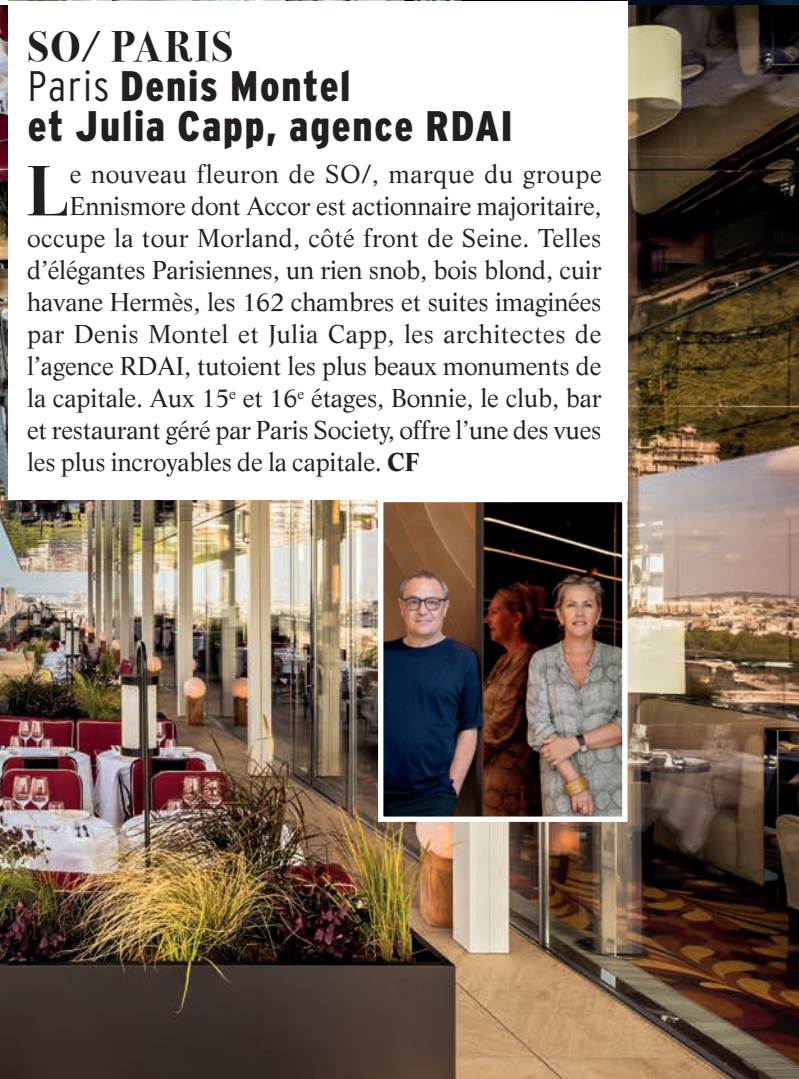 SO/ PARIS
Paris Denis Montel
et Julia Capp, agence RDAI
Le nouveau fleuron de SO/, marque du groupe
Ennismore dont Accor est actionnaire majoritaire,
occupe la tour Morland, côté front de Seine. Telles
d’élégantes Parisiennes, un rien snob, bois blond, cuir
havane Hermès, les 162 chambres et suites imaginées
par Denis Montel et Julia Capp, les architectes de
l’agence RDAI, tutoient les plus beaux monuments de
la capitale. Aux 15e et 16e étages, Bonnie, le club, bar
et restaurant géré par Paris Society, offre l’une des vues
les plus incroyables de la capitale. CF